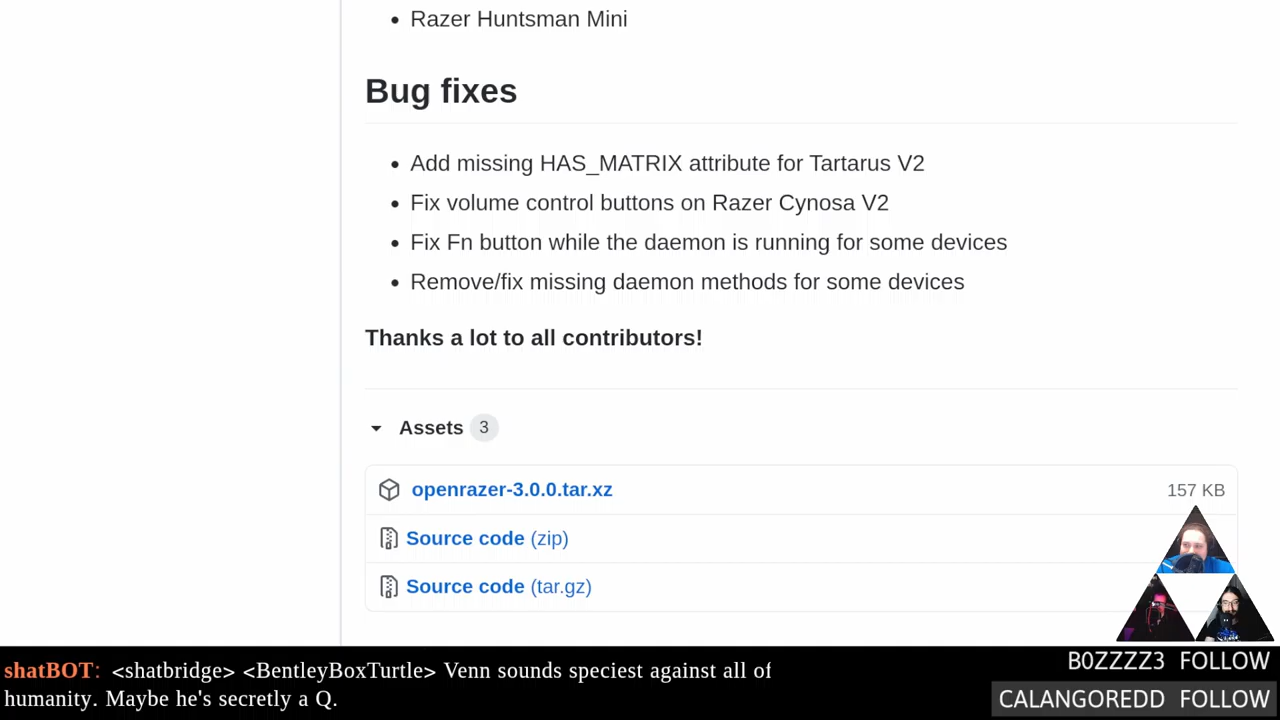 Razer Huntsman Mini
Bug fixes
Add missing HAS_MATRIX attribute for Tartarus V2
Fix volume control buttons on Razer Cynosa V2
Fix Fn button while the daemon is running for some devices
Remove/fix missing daemon methods for some devices
Thanks a lot to all contributors!
Assets 3
openrazer-3.0.0.tar.xz 157 KB
Source code (zip)
Source code (tar.gz)
shatBOT: <shatbridge> <BentleyBoxTurtle> Venn sounds speciest against all of
humanity. Maybe he's secretly a Q.
B0ZZZZ3 FOLLOW
CALANGOREDD FOLLOW